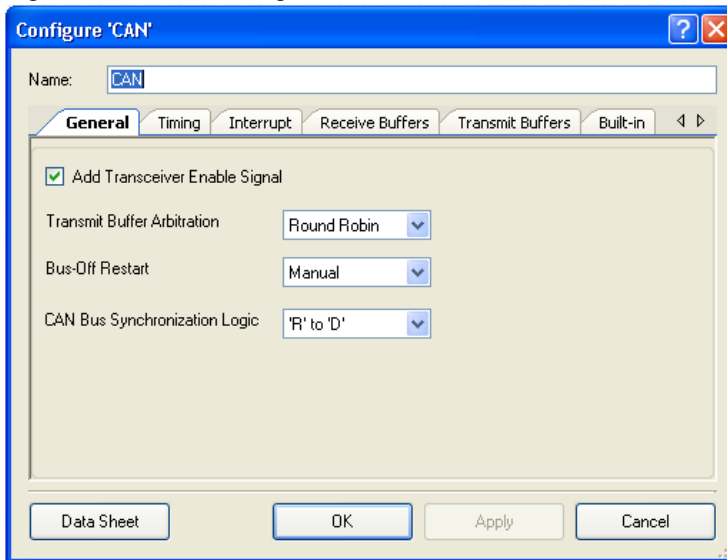 Configure 'CAN'
Name: CAN
General Timing Interrupt Receive Buffers Transmit Buffers Built-in
Add Transceiver Enable Signal
Transmit Buffer Arbitration Round Robin
Bus-Off Restart Manual
CAN Bus Synchronization Logic 'R' to 'D'
Data Sheet OK Apply Cancel